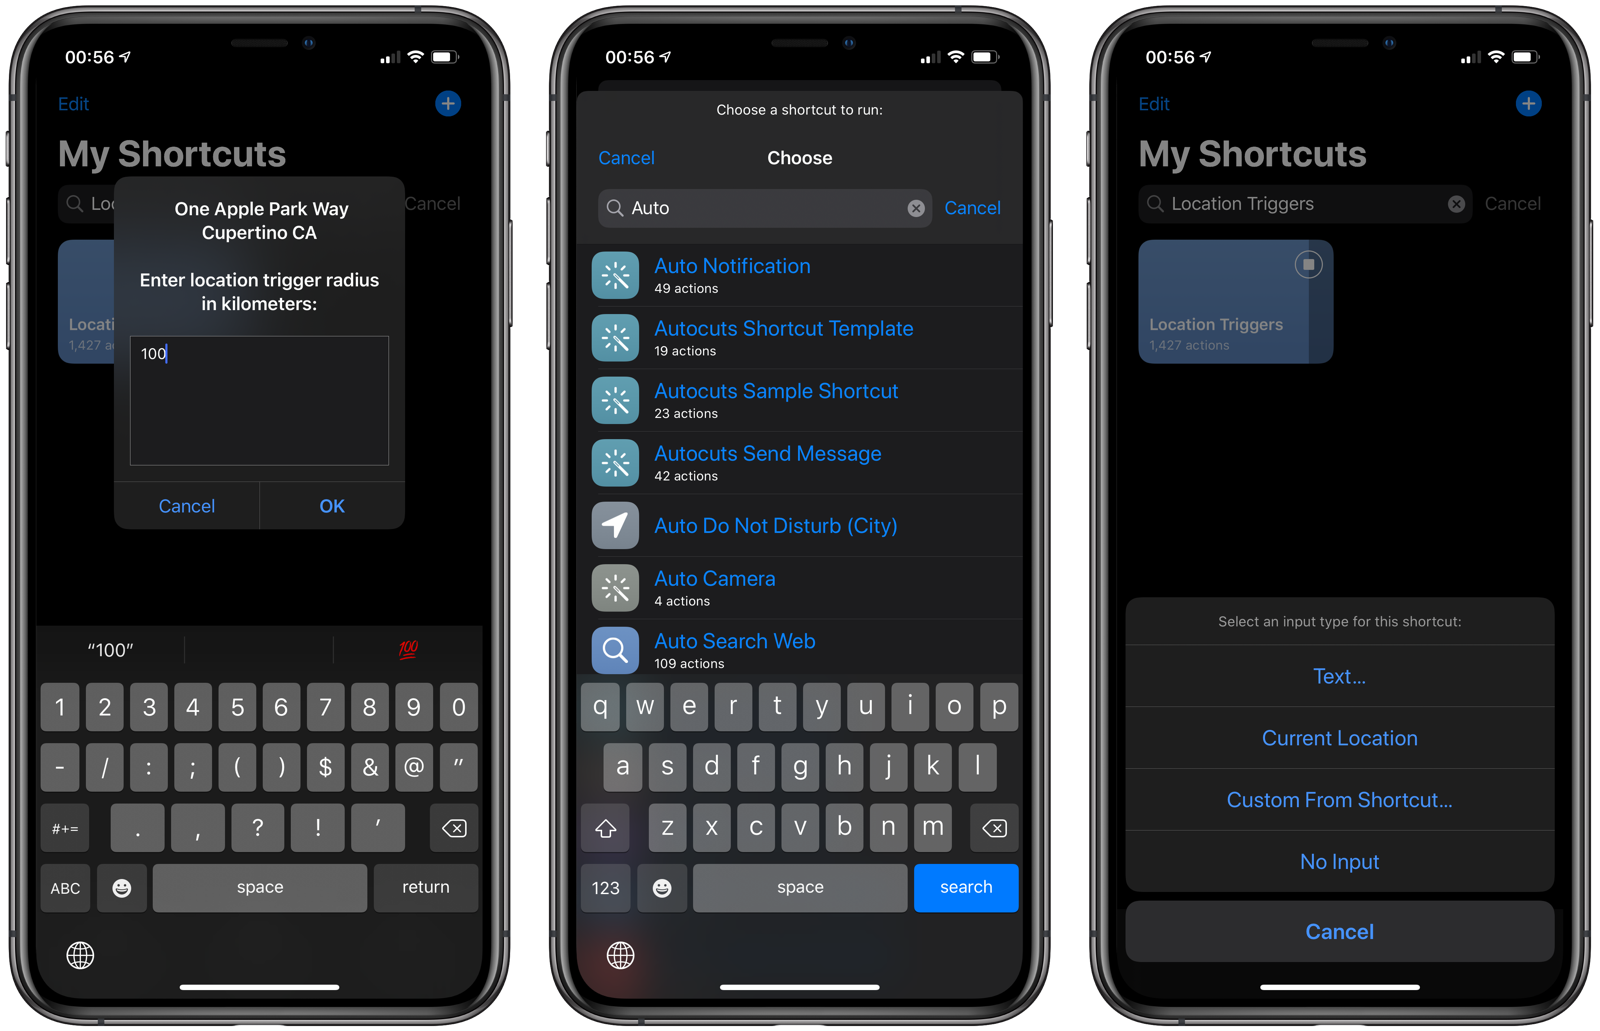 00:56
Edit
My Shortcuts
Loc
Cancel
One Apple Park Way
Cupertino CA
Enter location trigger radius
in kilometers:
100
Locati
1,427 a
Cancel
OK
“100”
💯
1 2 3 4 5 6 7 8 9 0
- / : ; ( ) $ & @ ”
#+= . , ? ! ’
ABC space return
00:56
Choose a shortcut to run:
Cancel
Choose
Auto
Cancel
Auto Notification
49 actions
Autocuts Shortcut Template
19 actions
Autocuts Sample Shortcut
23 actions
Autocuts Send Message
42 actions
Auto Do Not Disturb (City)
Auto Camera
4 actions
Auto Search Web
109 actions
q w e r t y u i o p
a s d f g h j k l
z x c v b n m
123 space search
00:56
Edit
My Shortcuts
Location Triggers
Cancel
Location Triggers
1,427 actions
Select an input type for this shortcut:
Text...
Current Location
Custom From Shortcut...
No Input
Cancel